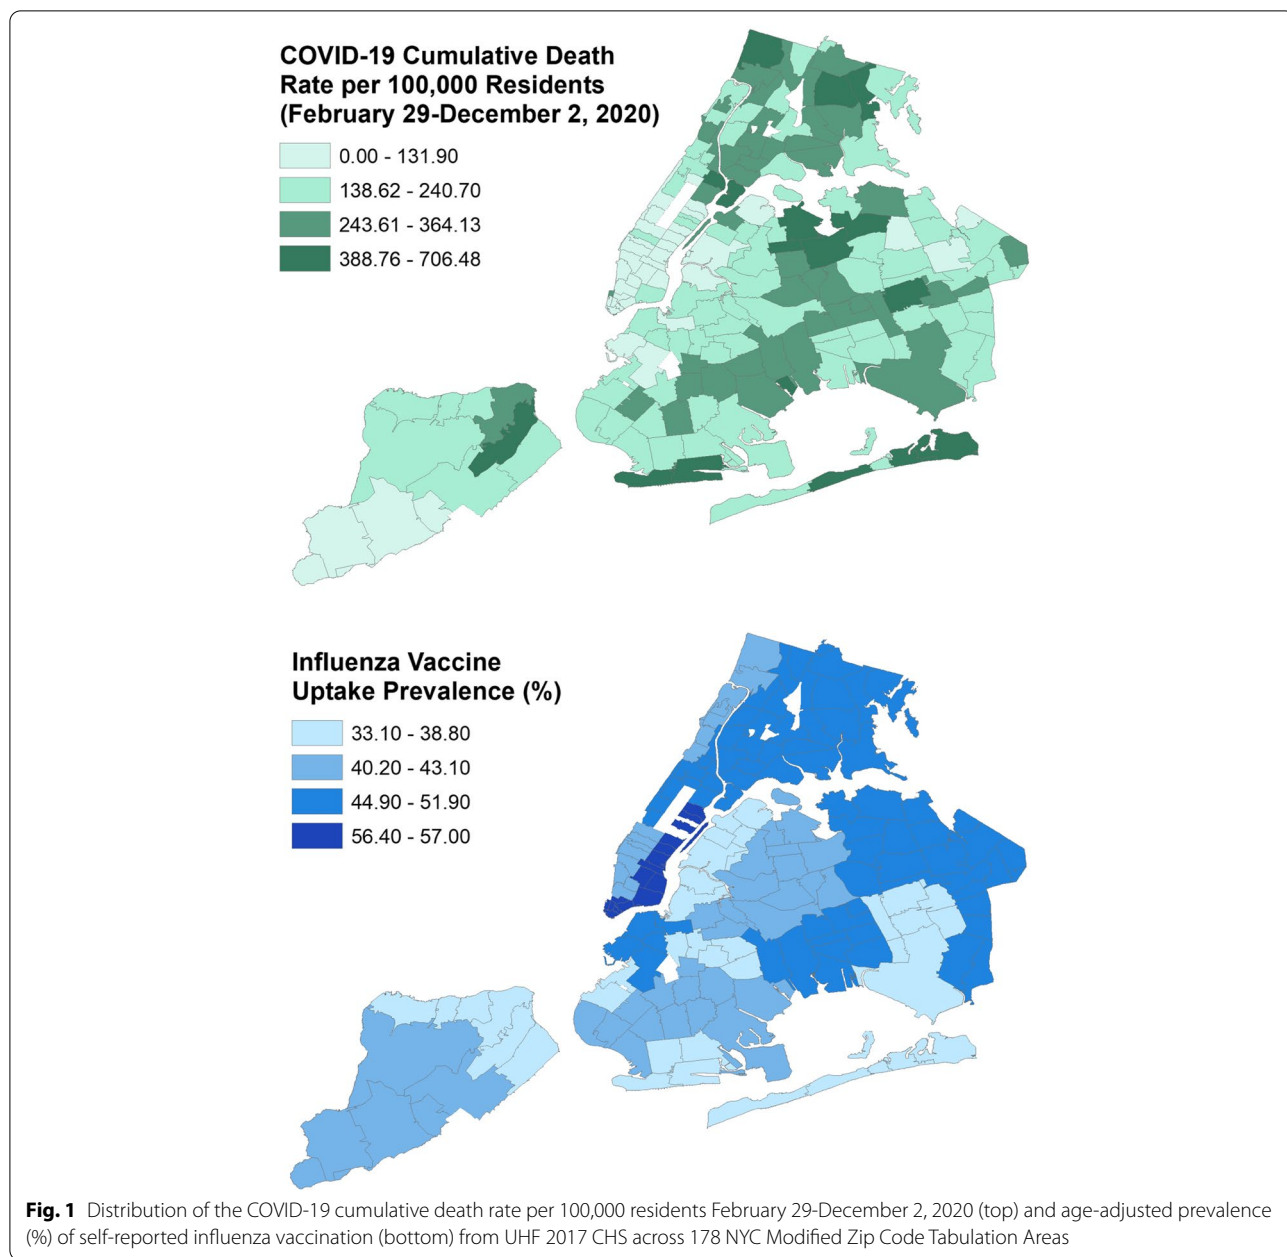 COVID-19 Cumulative Death
Rate per 100,000 Residents
(February 29-December 2, 2020)
0.00 - 131.90
138.62 - 240.70
243.61 - 364.13
388.76 - 706.48
Influenza Vaccine
Uptake Prevalence (%)
33.10 - 38.80
40.20 - 43.10
44.90 - 51.90
56.40 - 57.00
Fig. 1 Distribution of the COVID-19 cumulative death rate per 100,000 residents February 29-December 2, 2020 (top) and age-adjusted prevalence
(%) of self-reported influenza vaccination (bottom) from UHF 2017 CHS across 178 NYC Modified Zip Code Tabulation Areas